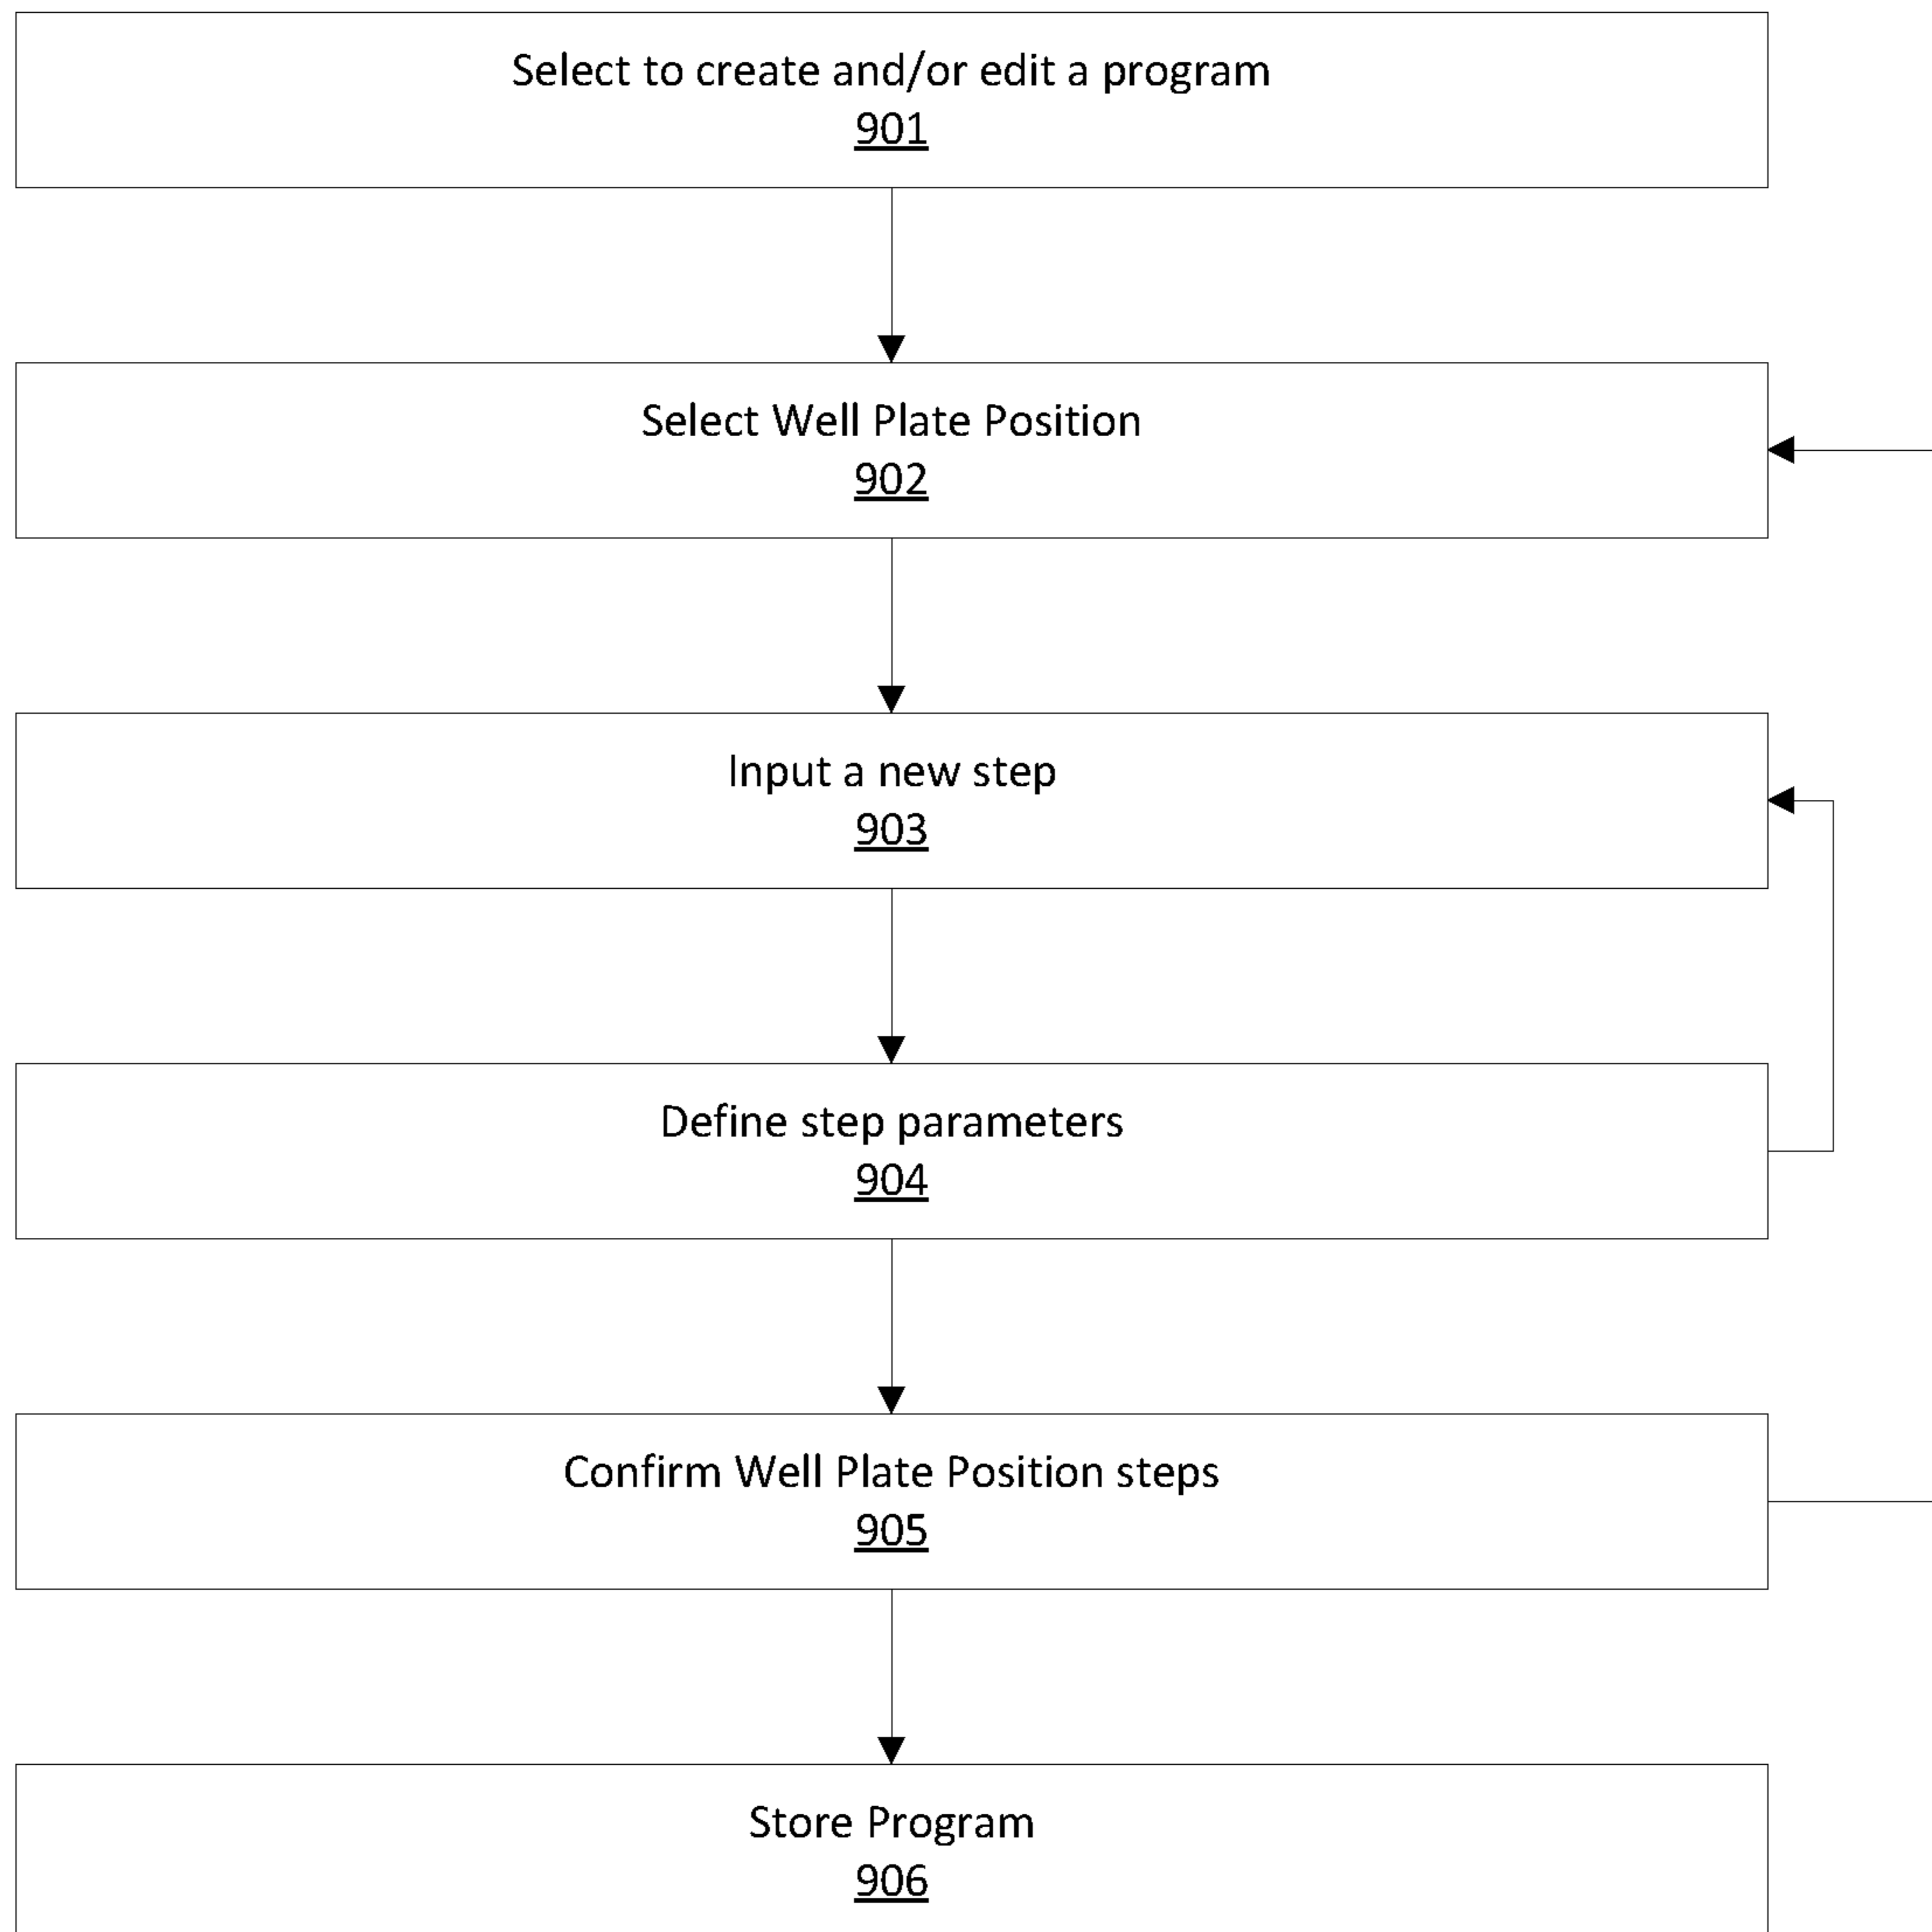 Select to create and/or edit a program
901
Select Well Plate Position
902
Input a new step
903
Define step parameters
904
Confirm Well Plate Position steps
905
Store Program
906